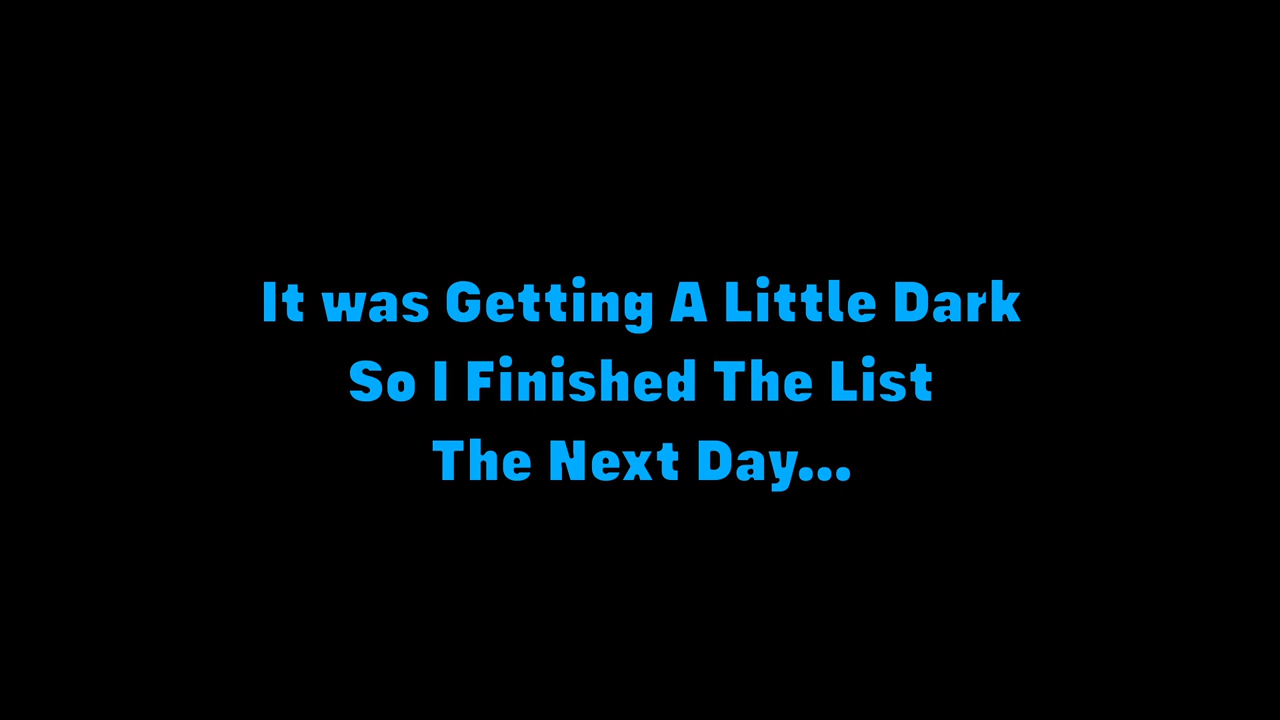 It was Getting A Little Dark
So I Finished The List
The Next Day...